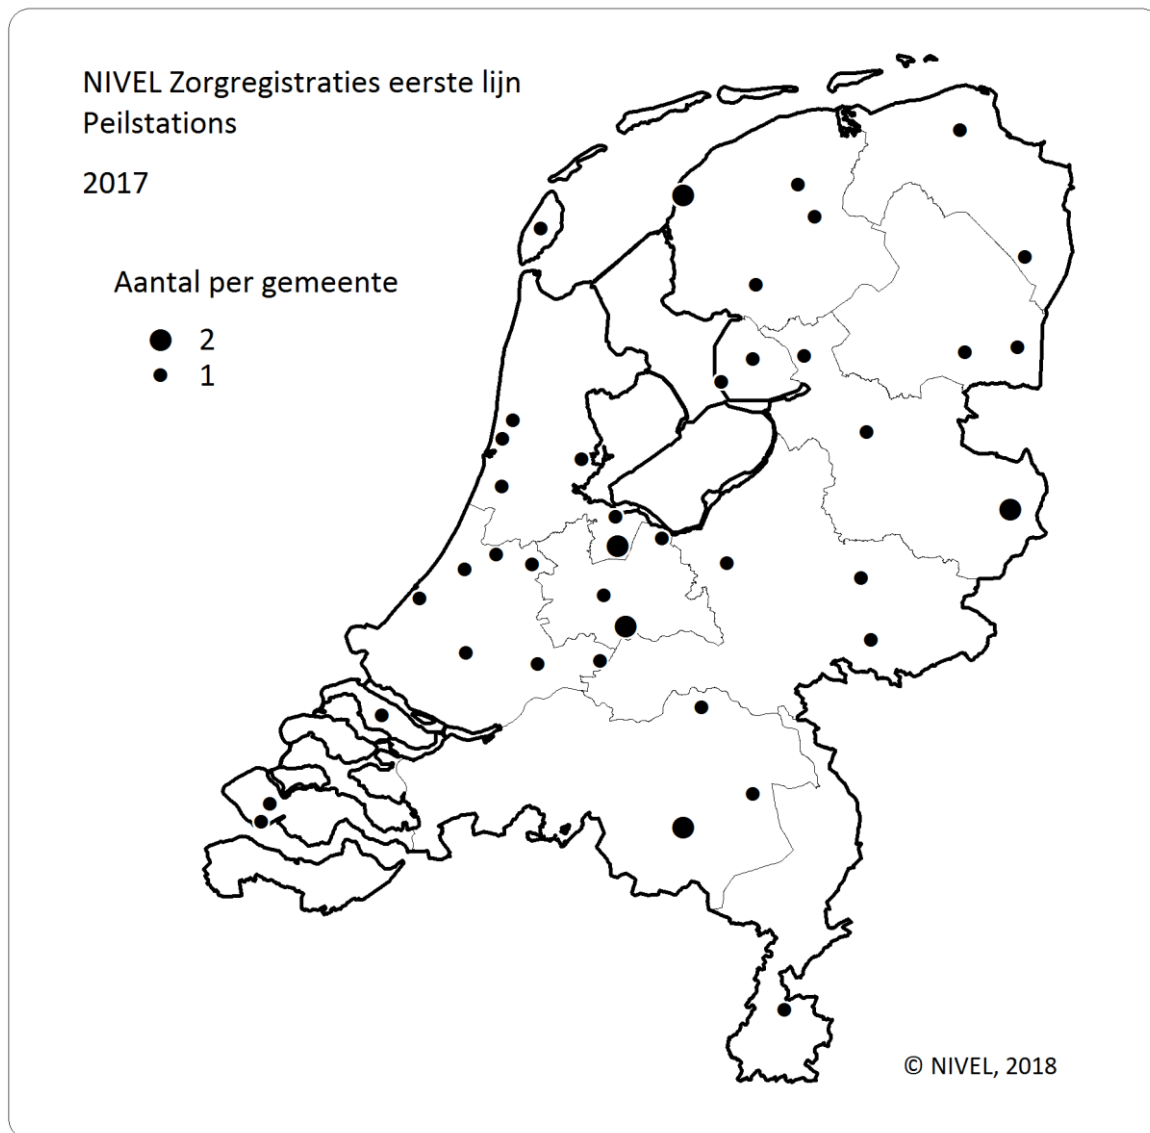 NIVEL Zorgregistraties eerste lijn
Peilstations
2017
Aantal per gemeente
2
1
© NIVEL, 2018